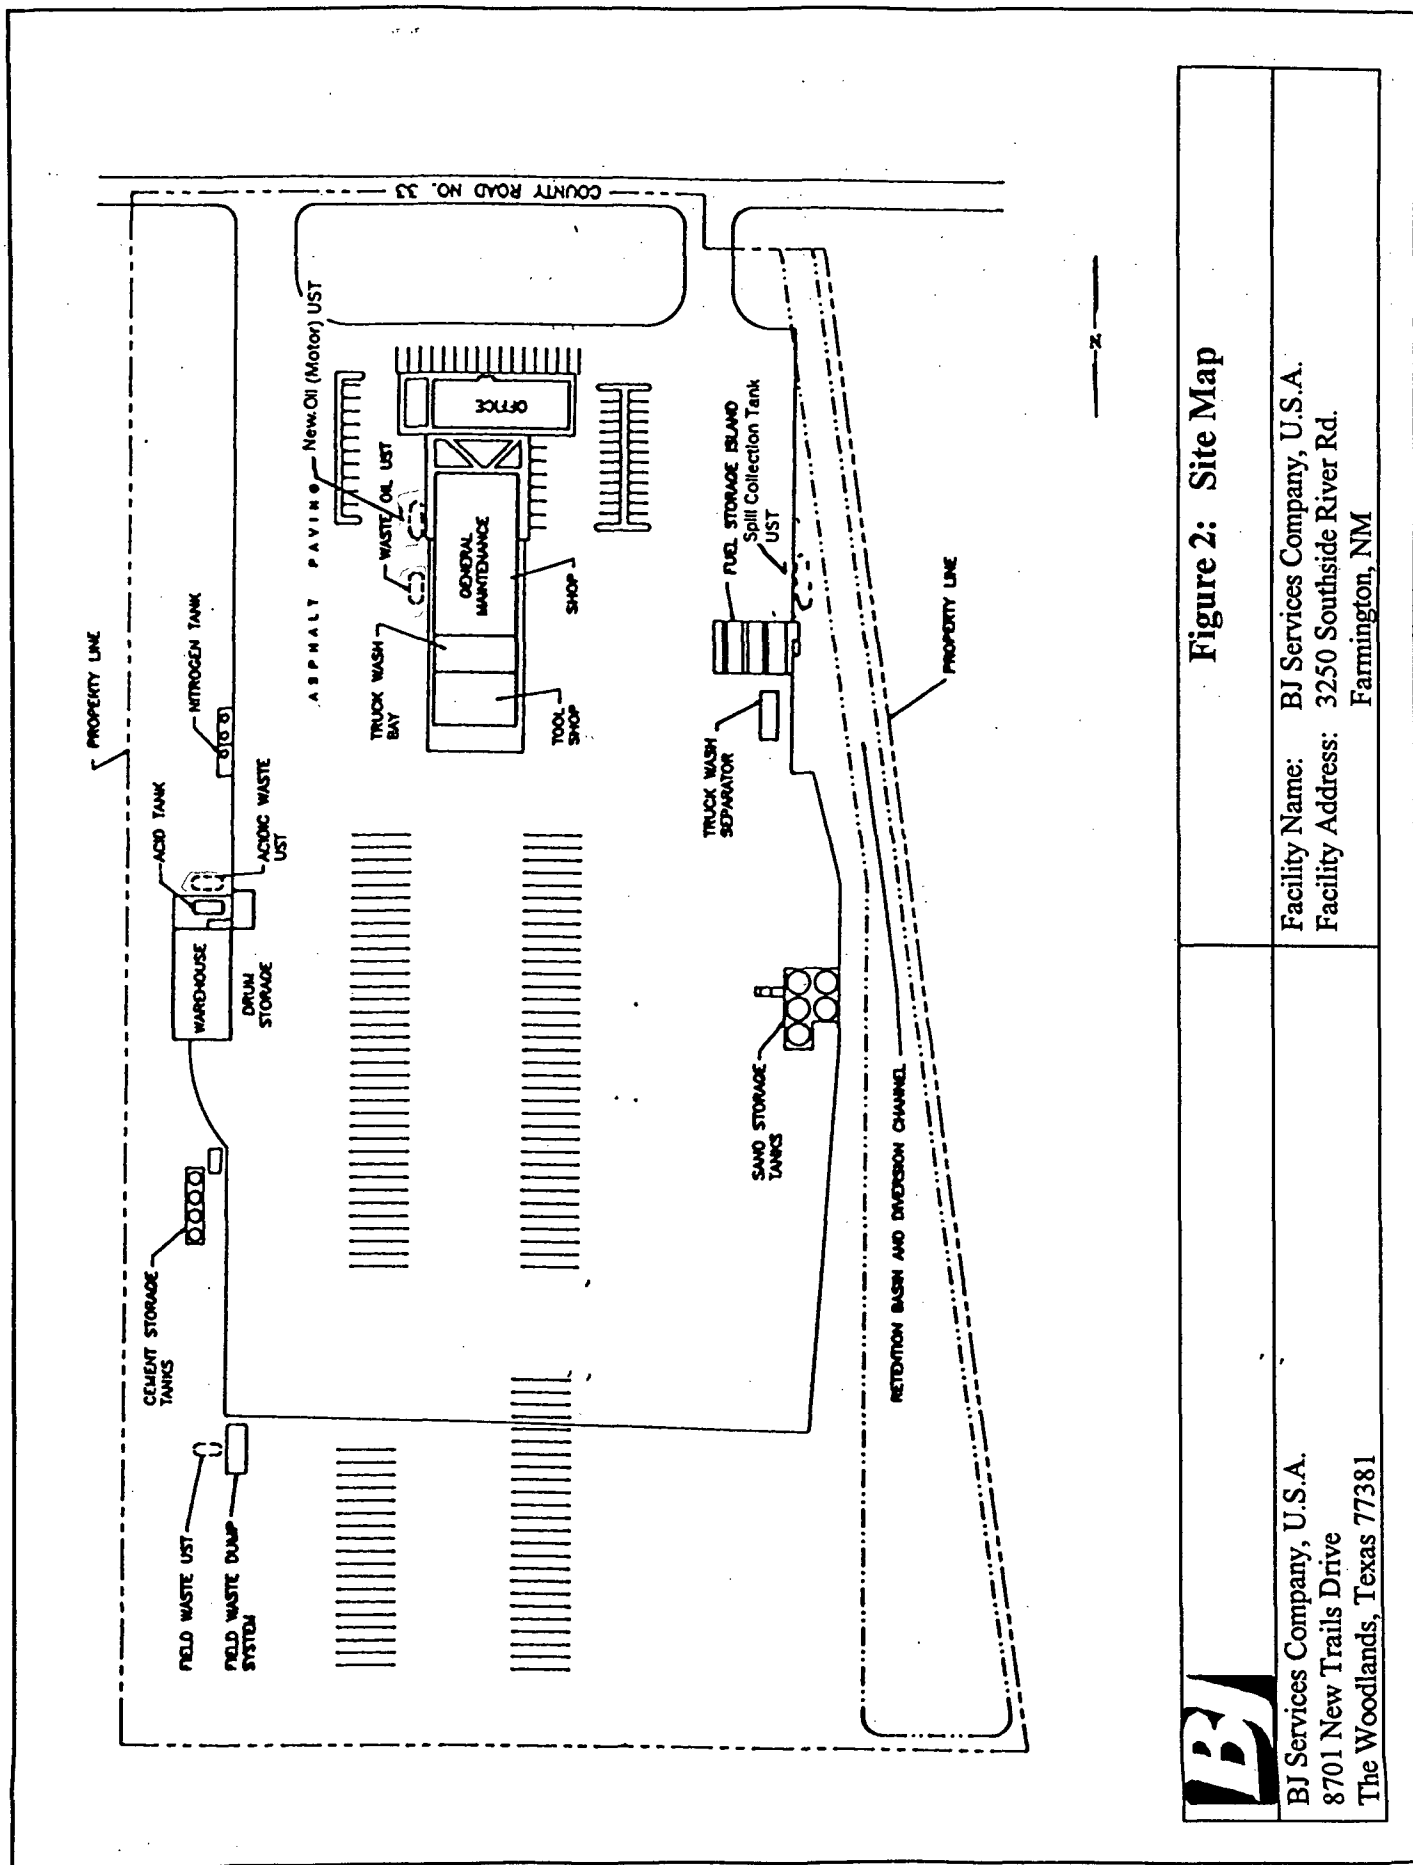 COUNTY ROAD NO. 33
PROPERTY LINE
NITROGEN TANK
ACID TANK
ACIDIC WASTE
UST
WAREHOUSE
DRUM
STORAGE
CEMENT STORAGE
TANKS
FIELD WASTE UST
FIELD WASTE DUMP
SYSTEM
ASPHALT PAVING
New Oil (Motor) UST
WASTE OIL UST
OFFICE
GENERAL
MAINTENANCE
TRUCK WASH
BAY
SHOP
TOOL
SHOP
FUEL STORAGE ISLAND
Spill Collection Tank
UST
TRUCK WASH
SEPARATOR
SAND STORAGE
TANKS
PROPERTY LINE
RETENTION BASIN AND DIVERSION CHANNEL
N
Figure 2: Site Map
BJ
BJ Services Company, U.S.A.
8701 New Trails Drive
The Woodlands, Texas 77381
Facility Name: BJ Services Company, U.S.A.
Facility Address: 3250 Southside River Rd.
Farmington, NM